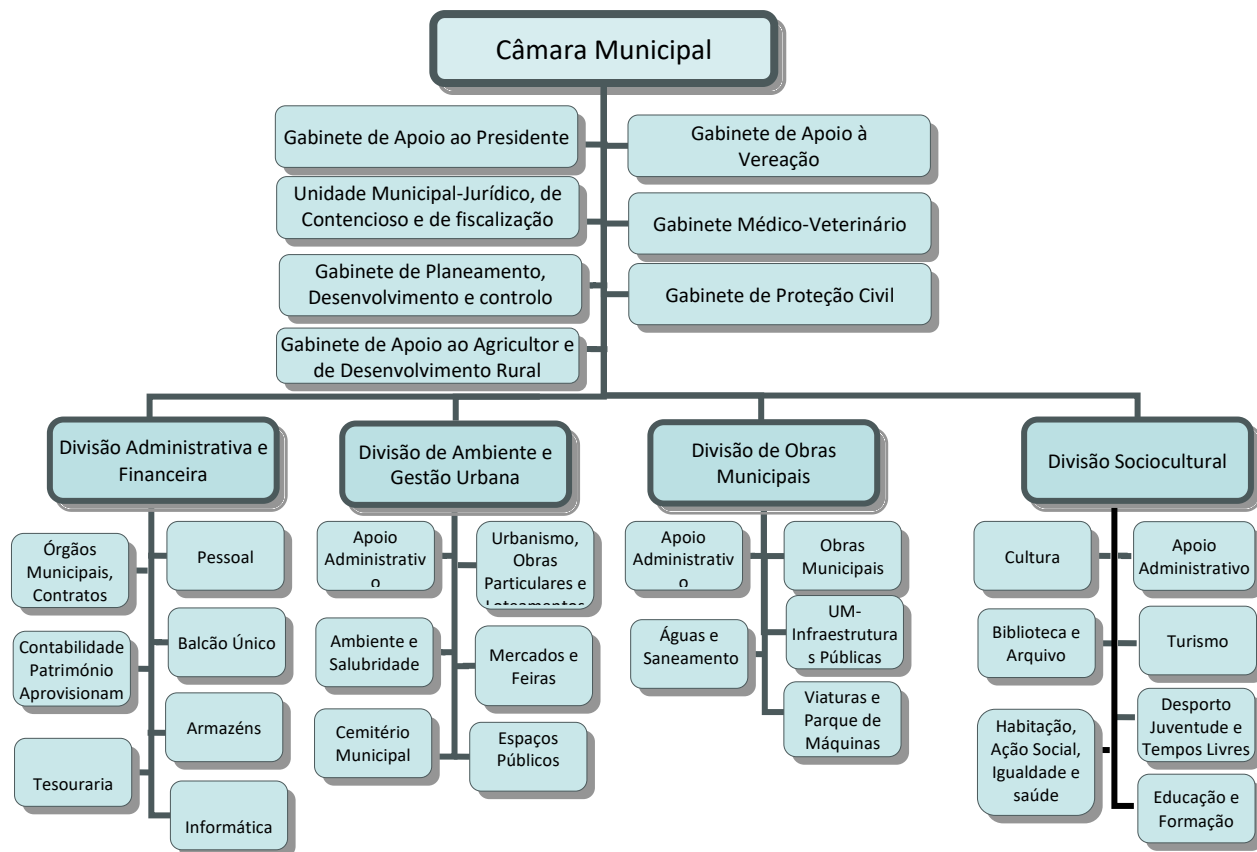 Câmara Municipal
Gabinete de Apoio ao Presidente
Gabinete de Apoio à
Vereação
Unidade Municipal-Jurídico, de
Contencioso e de fiscalização
Gabinete Médico-Veterinário
Gabinete de Planeamento,
Desenvolvimento e controlo
Gabinete de Proteção Civil
Gabinete de Apoio ao Agricultor e
de Desenvolvimento Rural
Divisão Administrativa e
Financeira
Órgãos
Municipais,
Contratos
Pessoal
Contabilidade
Património
Aprovisionam
Balcão Único
Armazéns
Tesouraria
Informática
Divisão de Ambiente e
Gestão Urbana
Apoio
Administrativ
o
Urbanismo,
Obras
Particulares e
Loteamentos
Ambiente e
Salubridade
Mercados e
Feiras
Cemitério
Municipal
Espaços
Públicos
Divisão de Obras
Municipais
Apoio
Administrativ
o
Obras
Municipais
Águas e
Saneamento
UM-
Infraestrutura
s Públicas
Viaturas e
Parque de
Máquinas
Divisão Sociocultural
Cultura
Apoio
Administrativo
Biblioteca e
Arquivo
Turismo
Habitação,
Ação Social,
Igualdade e
saúde
Desporto
Juventude e
Tempos Livres
Educação e
Formação